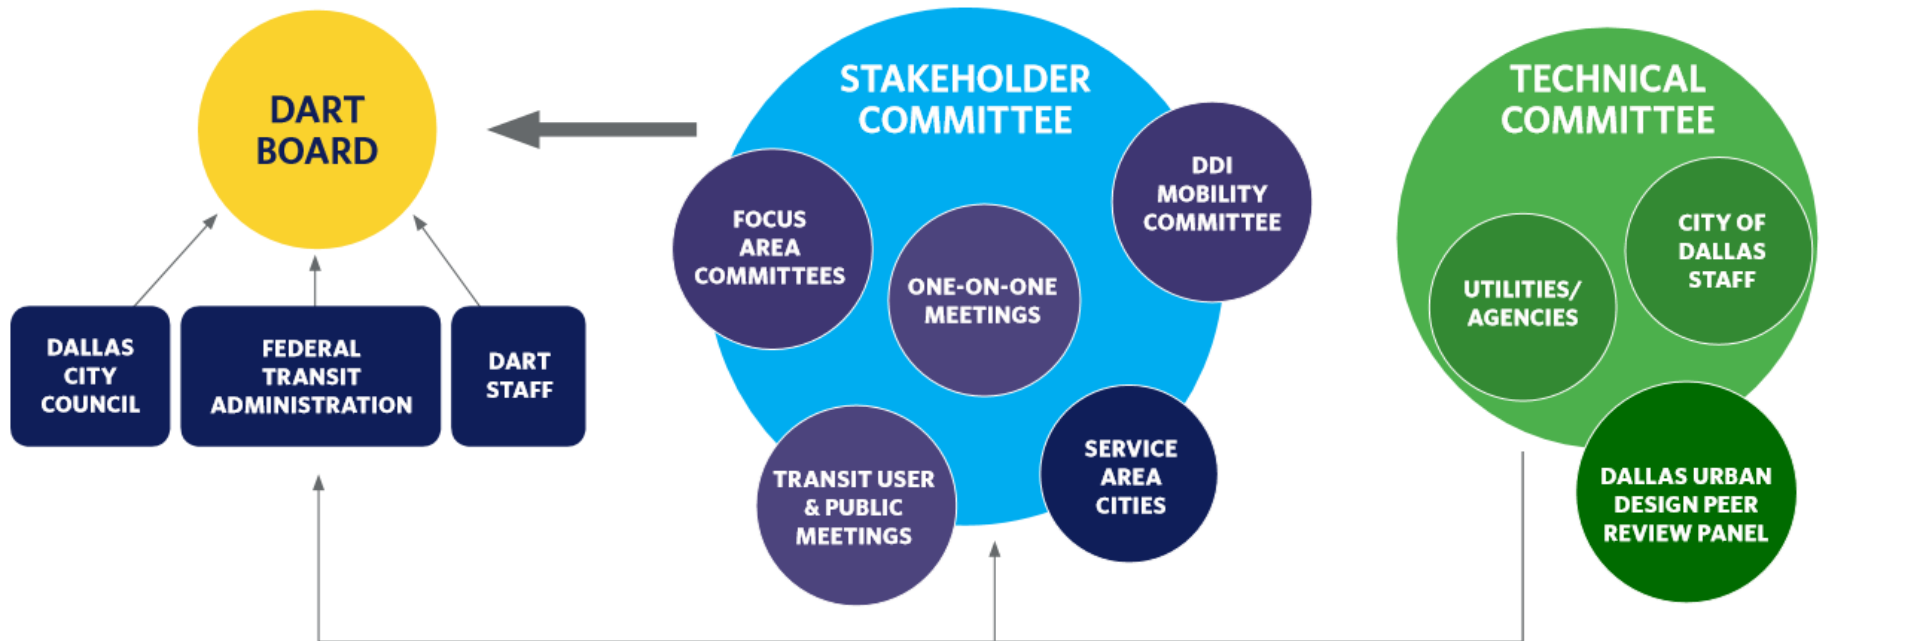 DART
BOARD
DALLAS
CITY
COUNCIL
FEDERAL
TRANSIT
ADMINISTRATION
DART
STAFF
STAKEHOLDER
COMMITTEE
FOCUS
AREA
COMMITTEES
ONE-ON-ONE
MEETINGS
DDI
MOBILITY
COMMITTEE
TRANSIT USER
& PUBLIC
MEETINGS
SERVICE
AREA
CITIES
TECHNICAL
COMMITTEE
UTILITIES/
AGENCIES
CITY OF
DALLAS
STAFF
DALLAS URBAN
DESIGN PEER
REVIEW PANEL